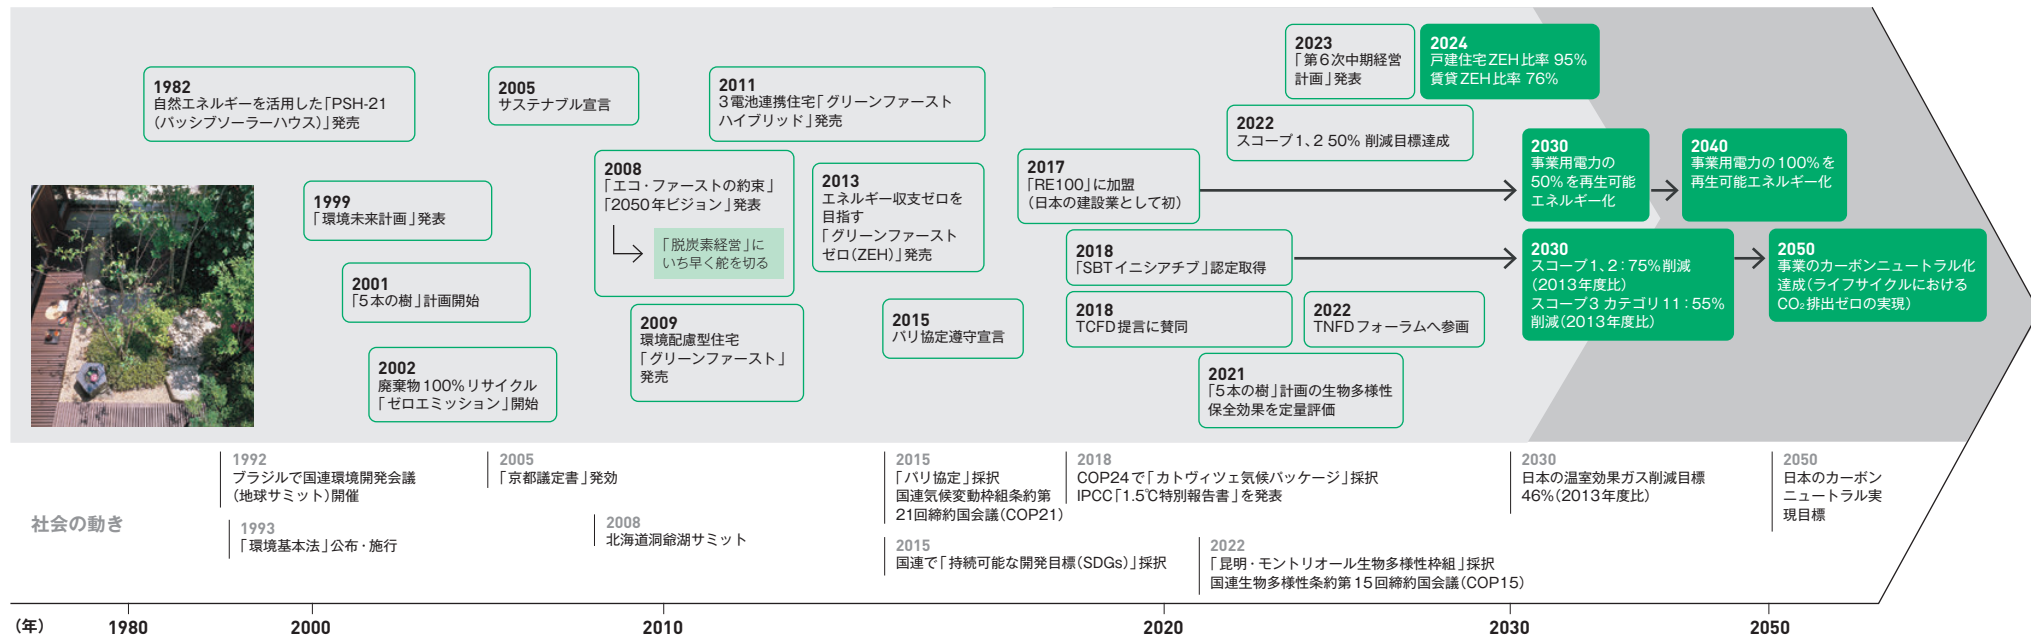 1982
自然エネルギーを活用した「PSH-21
(パッシブソーラーハウス)」発売
1999
「環境未来計画」発表
2001
「5本の樹」計画開始
2002
廃棄物100%リサイクル
「ゼロエミッション」開始
2005
サステナブル宣言
2008
「エコ・ファーストの約束」
「2050年ビジョン」発表
「脱炭素経営」に
いち早く舵を切る
2009
環境配慮型住宅
「グリーンファースト」
発売
2011
3電池連携住宅「グリーンファースト
ハイブリッド」発売
2013
エネルギー収支ゼロを
目指す
「グリーンファースト
ゼロ(ZEH)」発売
2015
パリ協定遵守宣言
2017
「RE100」に加盟
(日本の建設業として初)
2018
「SBTイニシアチブ」認定取得
2018
TCFD提言に賛同
2021
「5本の樹」計画の生物多様性
保全効果を定量評価
2022
スコープ1、2 50% 削減目標達成
2022
TNFDフォーラムへ参画
2023
「第6次中期経営
計画」発表
2024
戸建住宅ZEH比率 95%
賃貸ZEH比率 76%
2030
事業用電力の
50%を再生可能
エネルギー化
2040
事業用電力の100%を
再生可能エネルギー化
2030
スコープ1、2:75%削減
(2013年度比)
スコープ3 カテゴリ11:55%
削減(2013年度比)
2050
事業のカーボンニュートラル化
達成(ライフサイクルにおける
CO₂排出ゼロの実現)
社会の動き
1992
ブラジルで国連環境開発会議
(地球サミット)開催
1993
「環境基本法」公布・施行
2005
「京都議定書」発効
2008
北海道洞爺湖サミット
2015
「パリ協定」採択
国連気候変動枠組条約第
21回締約国会議(COP21)
2015
国連で「持続可能な開発目標(SDGs)」採択
2018
COP24で「カトヴィツェ気候パッケージ」採択
IPCC「1.5℃特別報告書」を発表
2022
「昆明・モントリオール生物多様性枠組」採択
国連生物多様性条約第15回締約国会議(COP15)
2030
日本の温室効果ガス削減目標
46%(2013年度比)
2050
日本のカーボン
ニュートラル実
現目標
(年) 1980 2000 2010 2020 2030 2050